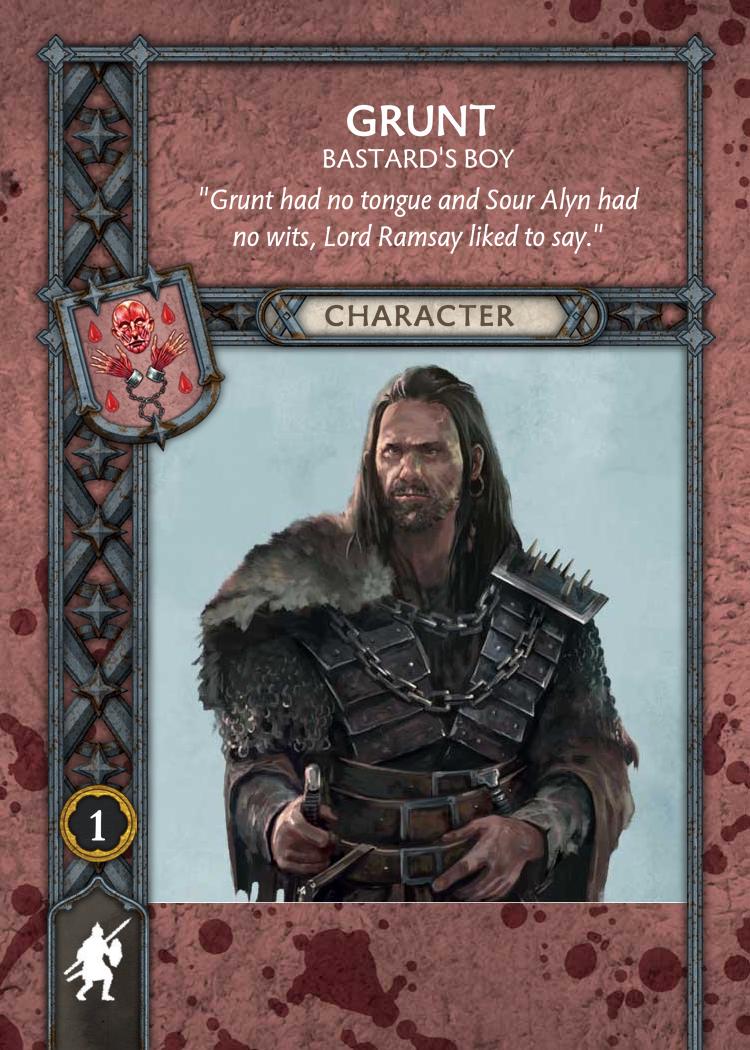 GRUNT
BASTARD'S BOY
"Grunt had no tongue and Sour Alyn had
no wits, Lord Ramsay liked to say."
CHARACTER
1